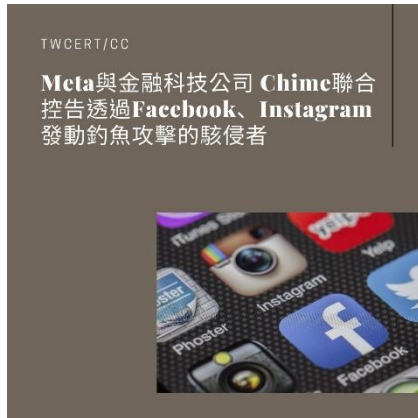 TWCERT/CC
Meta與金融科技公司 Chime聯合
控告透過Facebook、Instagram
發動釣魚攻擊的駭侵者
iTunes S
Yelp
Instagram
Phoster
Facebook